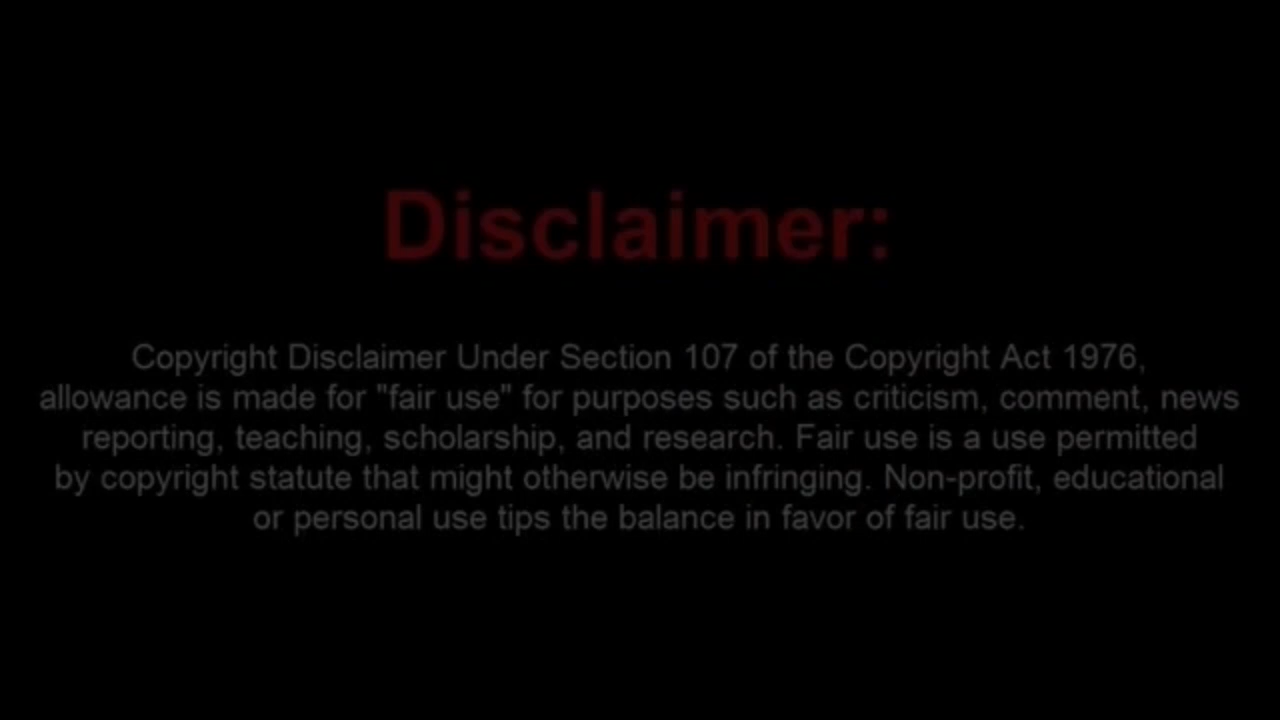 Disclaimer:
Copyright Disclaimer Under Section 107 of the Copyright Act 1976,
allowance is made for "fair use" for purposes such as criticism, comment, news
reporting, teaching, scholarship, and research. Fair use is a use permitted
by copyright statute that might otherwise be infringing. Non-profit, educational
or personal use tips the balance in favor of fair use.